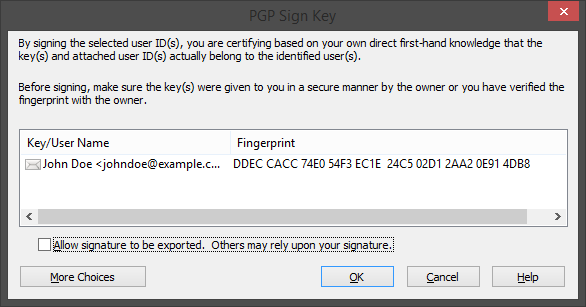 PGP Sign Key
By signing the selected user ID(s), you are certifying based on your own direct first-hand knowledge that the
key(s) and attached user ID(s) actually belong to the identified user(s).
Before signing, make sure the key(s) were given to you in a secure manner by the owner or you have verified the
fingerprint with the owner.
Key/User Name Fingerprint
John Doe <johndoe@example.c... DDEC CACC 74E0 54F3 EC1E  24C5 02D1 2AA2 0E91 4DB8
Allow signature to be exported.  Others may rely upon your signature.
More Choices OK Cancel Help